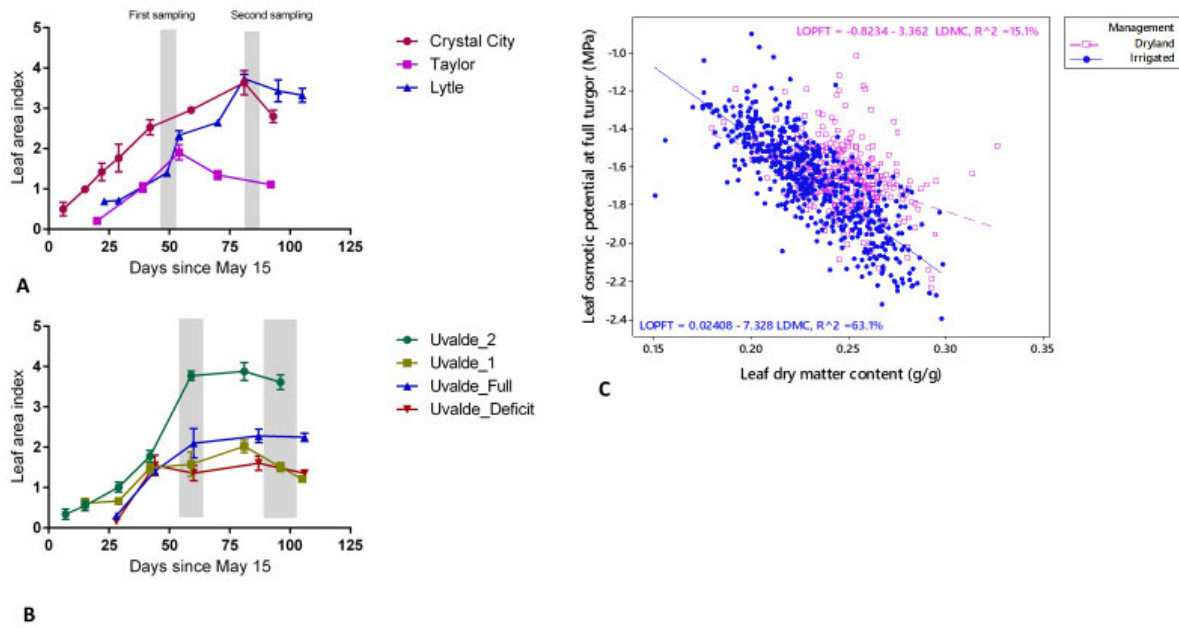 First sampling
Second sampling
5
4
3
2
1
0
Leaf area index
0
25
50
75
100
125
Days since May 15
Crystal City
Taylor
Lytle
A
5
4
3
2
1
0
Leaf area index
0
25
50
75
100
125
Days since May 15
Uvalde_2
Uvalde_1
Uvalde_Full
Uvalde_Deficit
B
LOPFT = -0.8234 - 3.362 LDMC, R^2 =15.1%
-1.0
-1.2
-1.4
-1.6
-1.8
-2.0
-2.2
-2.4
Leaf osmotic potential at full turgor (MPa)
LOPFT = 0.02408 - 7.328 LDMC, R^2 =63.1%
0.15
0.20
0.25
0.30
0.35
Leaf dry matter content (g/g)
Management
Dryland
Irrigated
C